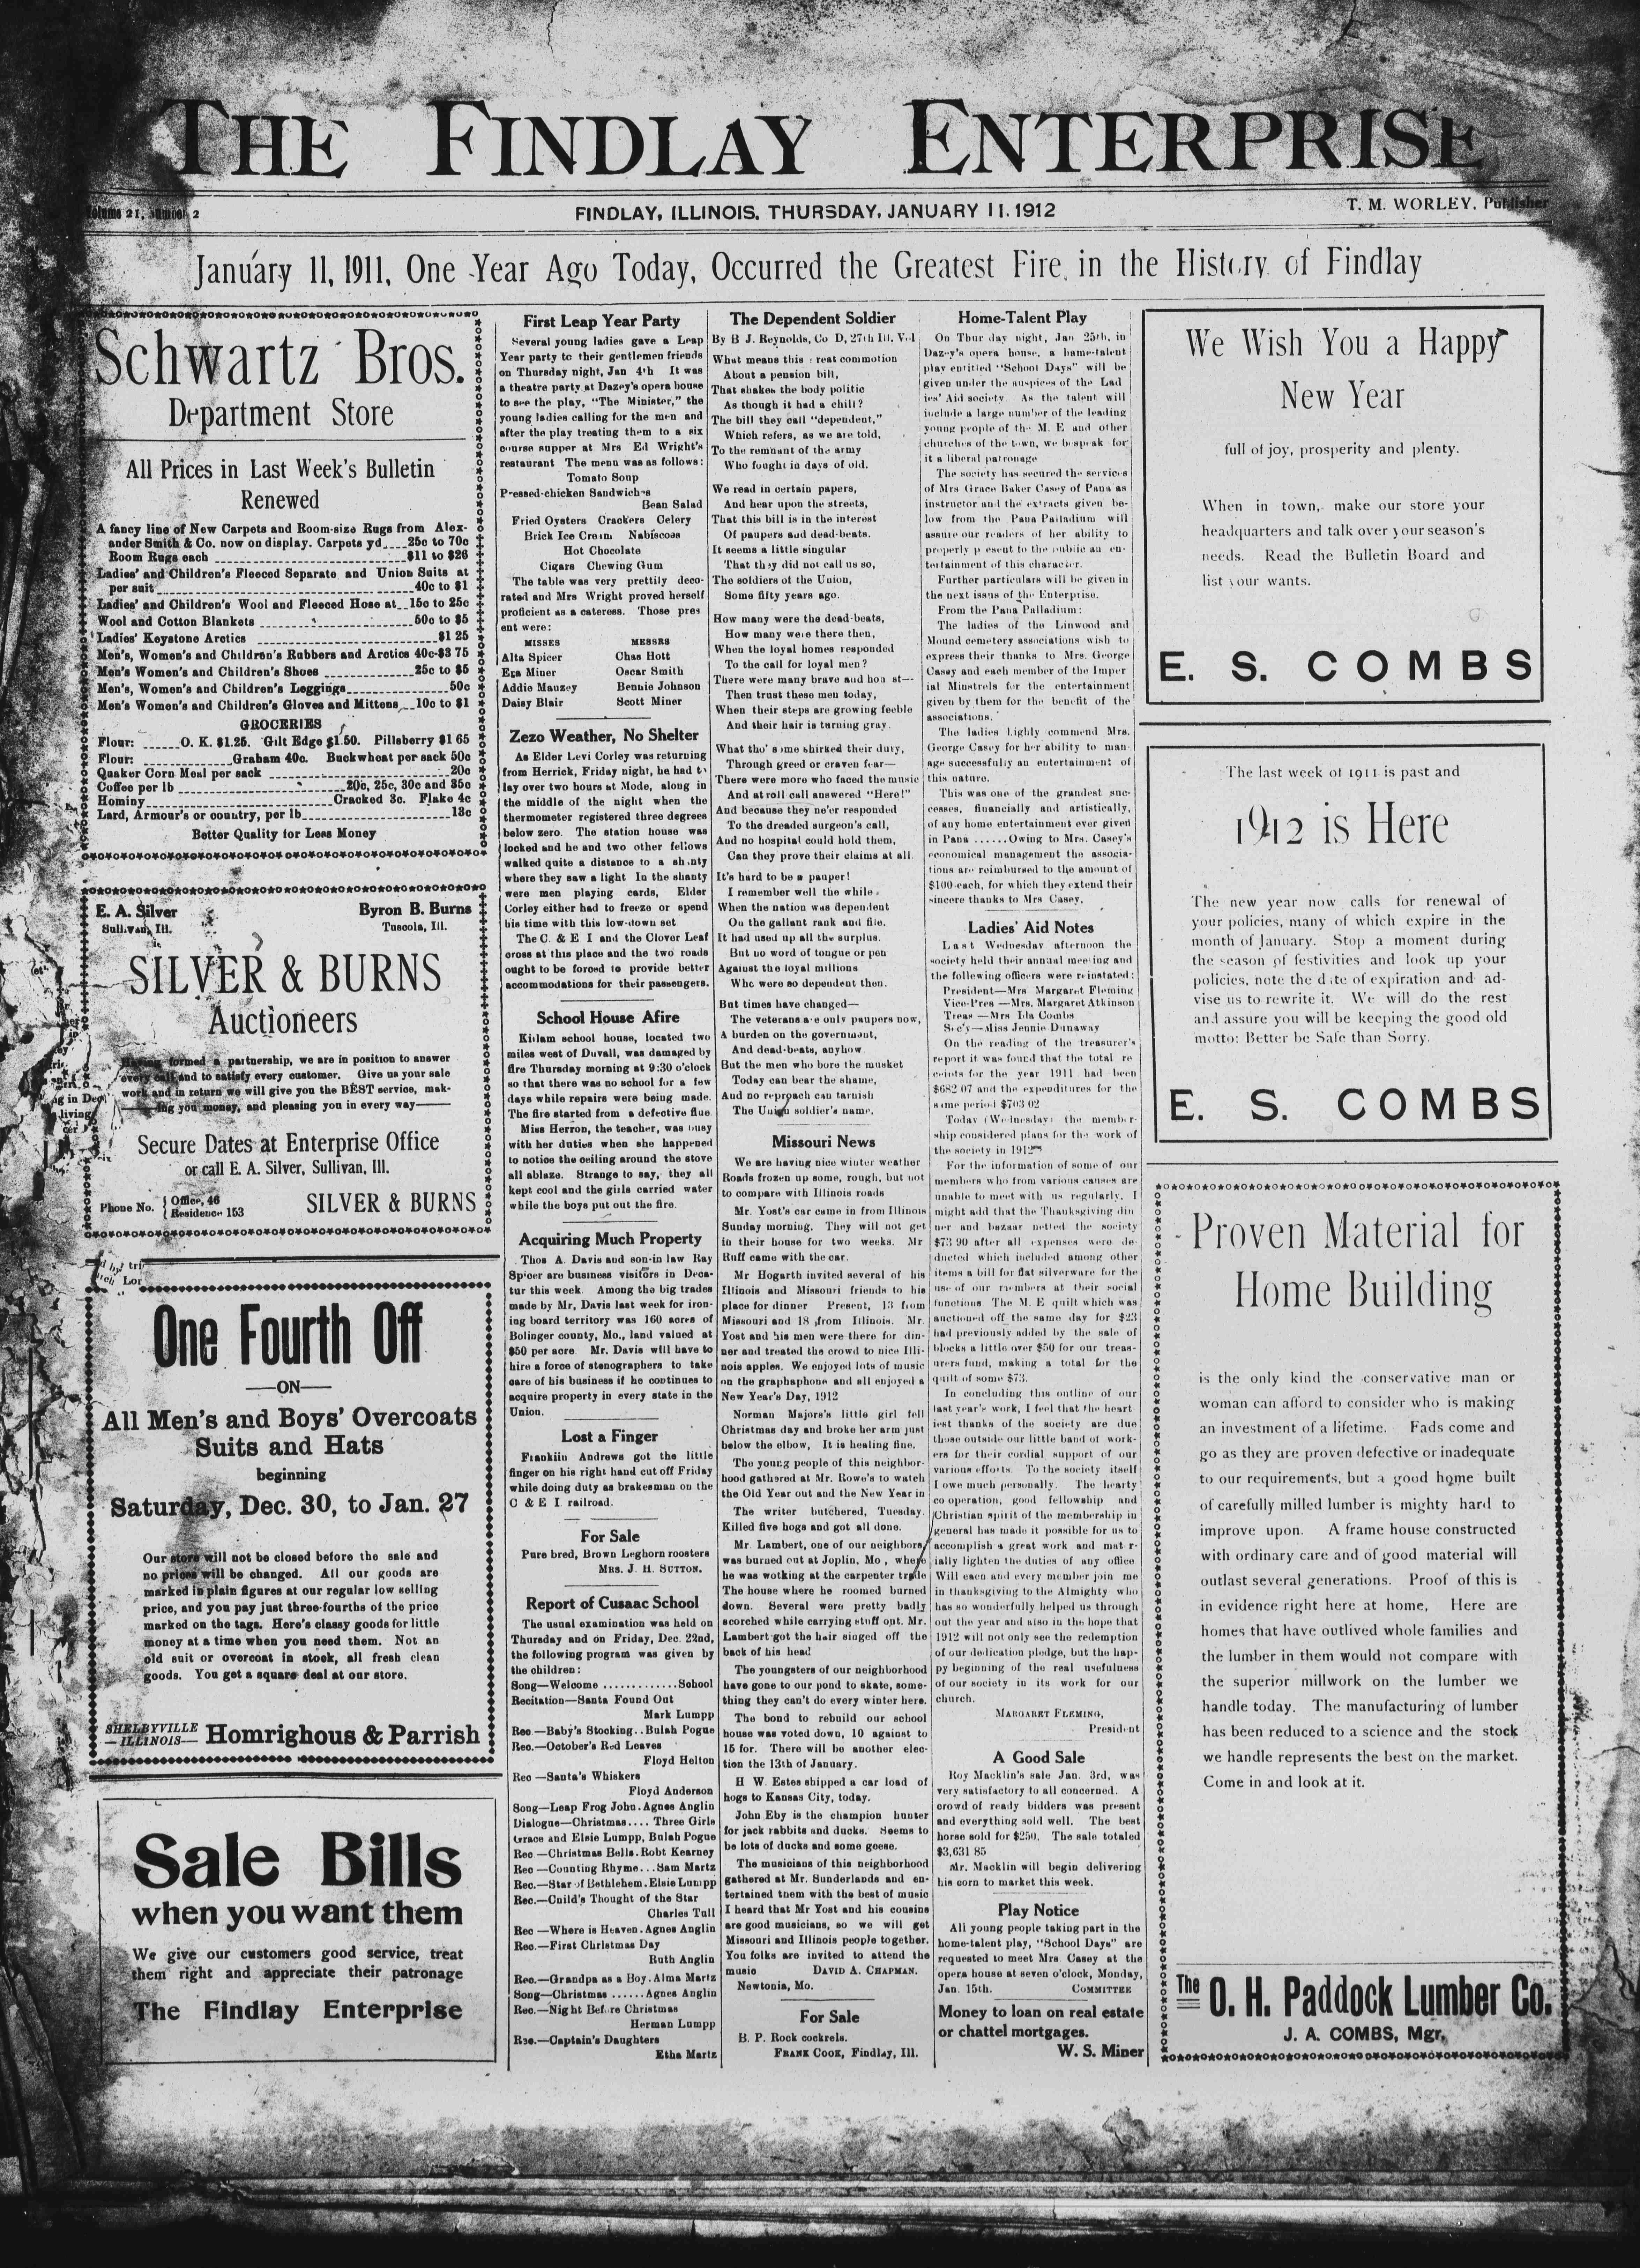 THE FINDLAY ENTERPRISE
FINDLAY, ILLINOIS, THURSDAY, JANUARY 11, 1912
T. M. WORLEY, Publisher
January 11, 1911, One Year Ago Today, Occurred the Greatest Fire in the History of Findlay
Schwartz Bros.
Department Store
All Prices in Last Week's Bulletin
Renewed
A fancy line of New Carpets and Room-size Rugs from Alex-
ander Smith & Co. now on display. Carpets yd____25c to 70c
Room Rugs each ____$11 to $26
Ladies' and Children's Fleeced Separate and Union Suits at
per suit____40c to $1
Ladies' and Children's Wool and Fleeced Hose at__15c to 25c
Wool and Cotton Blankets ____50c to $5
Ladies' Keystone Arctics ____$1 25
Men's, Women's and Children's Rubbers and Arctics 40c-$3 75
Men's Women's and Children's Shoes ____25c to $5
Men's, Women's and Children's Leggings____50c
Men's Women's and Children's Gloves and Mittens,__10c to $1
GROCERIES
Flour: ____O. K. $1.25. Gilt Edge $1.50. Pillsberry $1 65
Flour: ____Graham 40c. Buckwheat per sack 50c
Quaker Corn Meal per sack ____20c
Coffee per lb ____20c, 25c, 30c and 35c
Hominy____Cracked 3c. Flake 4c
Lard, Armour's or country, per lb____13c
Better Quality for Less Money
E. A. Silver
Byron B. Burns
Sullivan, Ill.
Tuscola, Ill.
SILVER & BURNS
Auctioneers
Having formed a partnership, we are in position to answer
every call and to satisfy every customer. Give us your sale
work and in return we will give you the BEST service, mak-
ing you money, and pleasing you in every way
Secure Dates at Enterprise Office
or call E. A. Silver, Sullivan, Ill.
Phone No. { Office, 46
Residence 153
SILVER & BURNS
One Fourth Off
—ON—
All Men's and Boys' Overcoats
Suits and Hats
beginning
Saturday, Dec. 30, to Jan. 27
Our store will not be closed before the sale and
no prices will be changed. All our goods are
marked in plain figures at our regular low selling
price, and you pay just three-fourths of the price
marked on the tags. Here's classy goods for little
money at a time when you need them. Not an
old suit or overcoat in stock, all fresh clean
goods. You get a square deal at our store.
SHELBYVILLE
—ILLINOIS—
Homrighous & Parrish
Sale Bills
when you want them
We give our customers good service, treat
them right and appreciate their patronage
The Findlay Enterprise
First Leap Year Party
Several young ladies gave a Leap
Year party to their gentlemen friends
on Thursday night, Jan 4th It was
a theatre party at Dazey's opera house
to see the play, "The Minister," the
young ladies calling for the men and
after the play treating them to a six
course supper at Mrs Ed Wright's
restaurant The menu was as follows:
Tomato Soup
Pressed-chicken Sandwiches
Bean Salad
Fried Oysters Crackers Celery
Brick Ice Cream Nabiscoes
Hot Chocolate
Cigars Chewing Gum
The table was very prettily deco-
rated and Mrs Wright proved herself
proficient as a cateress. Those pres
ent were:
MISSES MESSRS
Alta Spicer Chas Hott
Era Miner Oscar Smith
Addie Mauzey Bennie Johnson
Daisy Blair Scott Miner
Zezo Weather, No Shelter
As Elder Levi Corley was returning
from Herrick, Friday night, he had to
lay over two hours at Mode, along in
the middle of the night when the
thermometer registered three degrees
below zero. The station house was
locked and he and two other fellows
walked quite a distance to a shanty
where they saw a light In the shanty
were men playing cards, Elder
Corley either had to freeze or spend
his time with this low-down set
The C. & E I and the Clover Leaf
cross at this place and the two roads
ought to be forced to provide better
accommodations for their passengers.
School House Afire
Kiilam school house, located two
miles west of Duvall, was damaged by
fire Thursday morning at 9:30 o'clock
so that there was no school for a few
days while repairs were being made.
The fire started from a defective flue
Miss Herron, the teacher, was busy
with her duties when she happened
to notice the ceiling around the stove
all ablaze. Strange to say, they all
kept cool and the girls carried water
while the boys put out the fire.
Acquiring Much Property
Thos A. Davis and son-in law Ray
Spicer are business visitors in Deca-
tur this week. Among the big trades
made by Mr, Davis last week for iron-
ing board territory was 160 acres of
Bolinger county, Mo., land valued at
$50 per acre Mr. Davis will have to
hire a force of stenographers to take
care of his business if he continues to
acquire property in every state in the
Union.
Lost a Finger
Franklin Andrews got the little
finger on his right hand cut off Friday
while doing duty as brakesman on the
C & E I railroad.
For Sale
Pure bred, Brown Leghorn roosters
MRS. J. H. SUTTON.
Report of Cusaac School
The usual examination was held on
Thursday and on Friday, Dec. 22nd,
the following program was given by
the children:
Song—Welcome ............School
Recitation—Santa Found Out
Mark Lumpp
Rec.—Baby's Stocking..Bulah Pogue
Rec.—October's Red Leaves
Floyd Helton
Rec —Santa's Whiskers
Floyd Anderson
Song—Leap Frog John.Agnes Anglin
Dialogue—Christmas.... Three Girls
Grace and Elsie Lumpp, Bulah Pogue
Rec —Christmas Bells.Robt Kearney
Rec —Counting Rhyme...Sam Martz
Rec.—Star of Bethlehem.Elsie Lumpp
Rec.—Cuild's Thought of the Star
Charles Tull
Rec —Where is Heaven.Agnes Anglin
Rec.—First Christmas Day
Ruth Anglin
Rec.—Grandpa as a Boy.Alma Martz
Song—Christmas ......Agnes Anglin
Rec.—Night Before Christmas
Herman Lumpp
Rec.—Captain's Daughters
Etha Martz
The Dependent Soldier
By B J. Reynolds, Co D, 27th Ill. Vol
What means this great commotion
About a pension bill,
That shakes the body politic
As though it had a chill?
The bill they call "dependent,"
Which refers, as we are told,
To the remnant of the army
Who fought in days of old.
We read in certain papers,
And hear upon the streets,
That this bill is in the interest
Of paupers and dead-beats.
It seems a little singular
That they did not call us so,
The soldiers of the Union,
Some fifty years ago.
How many were the dead-beats,
How many were there then,
When the loyal homes responded
To the call for loyal men?
There were many brave and hon st—
Then trust these men today,
When their steps are growing feeble
And their hair is turning gray.
What tho' some shirked their duty,
Through greed or craven fear—
There were more who faced the music
And at roll call answered "Here!"
And because they ne'er responded
To the dreaded surgeon's call,
And no hospital could hold them,
Can they prove their claims at all.
It's hard to be a pauper!
I remember well the while
When the nation was dependent
On the gallant rank and file.
It had used up all the surplus.
But no word of tongue or pen
Against the loyal millions
Who were so dependent then.
But times have changed—
The veterans are only paupers now,
A burden on the government,
And dead-beats, anyhow
But the men who bore the musket
Today can bear the shame,
And no reproach can tarnish
The Union soldier's name.
Missouri News
We are having nice winter weather
Roads frozen up some, rough, but not
to compare with Illinois roads
Mr. Yost's car came in from Illinois
Sunday morning. They will not get
in their house for two weeks. Mr
Ruff came with the car.
Mr Hogarth invited several of his
Illinois and Missouri friends to his
place for dinner Present, 13 from
Missouri and 18 from Illinois. Mr.
Yost and his men were there for din-
ner and treated the crowd to nice Illi-
nois apples. We enjoyed lots of music
on the graphaphone and all enjoyed a
New Year's Day, 1912
Norman Majors's little girl fell
Christmas day and broke her arm just
below the elbow, It is healing fine.
The young people of this neighbor-
hood gathered at Mr. Rowe's to watch
the Old Year out and the New Year in
The writer butchered, Tuesday.
Killed five hogs and got all done.
Mr. Lambert, one of our neighbors,
was burned out at Joplin, Mo , where
he was wotking at the carpenter trade
The house where he roomed burned
down. Several were pretty badly
scorched while carrying stuff out. Mr.
Lambert got the hair singed off the
back of his head
The youngsters of our neighborhood
have gone to our pond to skate, some-
thing they can't do every winter here.
The bond to rebuild our school
house was voted down, 10 against to
15 for. There will be another elec-
tion the 13th of January.
H W. Estes shipped a car load of
hogs to Kansas City, today.
John Eby is the champion hunter
for jack rabbits and ducks. Seems to
be lots of ducks and some geese.
The musicians of this neighborhood
gathered at Mr. Sunderlands and en-
tertained tnem with the best of music
I heard that Mr Yost and his cousins
are good musicians, so we will get
Missouri and Illinois people together.
You folks are invited to attend the
music DAVID A. CHAPMAN.
Newtonia, Mo.
For Sale
B. P. Rock cockrels.
FRANK COOK, Findlay, Ill.
Home-Talent Play
On Thursday night, Jan 25th, in
Dazey's opera house, a hame-talent
play entitled "School Days" will be
given under the auspices of the Lad
ies' Aid society. As the talent will
include a large number of the leading
young people of the M. E and other
churches of the town, we bespeak for
it a liberal patronage
The society has secured the services
of Mrs Grace Baker Casey of Pana as
instructor and the extracts given be-
low from the Pana Palladium will
assure our readers of her ability to
properly present to the public an en-
tertainment of this character.
Further particulars will be given in
the next issue of the Enterprise.
From the Pana Palladium:
The ladies of the Linwood and
Mound cemetery associations wish to
express their thanks to Mrs. George
Casey and each member of the Imper
ial Minstrels for the entertainment
given by them for the benefit of the
associations.
The ladies highly commend Mrs.
George Casey for her ability to man-
age successfully an entertainment of
this nature.
This was one of the grandest suc-
cesses, financially and artistically,
of any home entertainment ever given
in Pana ......Owing to Mrs. Casey's
economical management the associa-
tions are reimbursed to the amount of
$100 each, for which they extend their
sincere thanks to Mrs Casey.
Ladies' Aid Notes
Last Wednesday afternoon the
society held their annual meeting and
the following officers were reinstated:
President—Mrs Margaret Fleming
Vice-Pres —Mrs. Margaret Atkinson
Treas —Mrs Ida Combs
Sec'y—Miss Jennie Dunaway
On the reading of the treasurer's
report it was found that the total re
ceipts for the year 1911 had been
$682 07 and the expenditures for the
same period $703 02
Today (Wednesday) the member-
ship considered plans for the work of
the society in 1912
For the information of some of our
members who from various causes are
unable to meet with us regularly, I
might add that the Thanksgiving din
ner and bazaar netted the society
$73 90 after all expenses were de-
ducted which included among other
items a bill for flat silverware for the
use of our members at their social
functions The M. E quilt which was
auctioned off the same day for $23
had previously added by the sale of
blocks a little over $50 for our treas-
urers fund, making a total for the
quilt of some $73.
In concluding this outline of our
last year's work, I feel that the heart
iest thanks of the society are due
those outside our little band of work-
ers for their cordial support of our
various efforts. To the society itself
I owe much personally. The hearty
co operation, good fellowship and
Christian spirit of the membership in
general has made it possible for us to
accomplish a great work and mat r-
ially lighten the duties of any office
Will each and every member join me
in thanksgiving to the Almighty who
has so wonderfully helped us through
out the year and also in the hope that
1912 will not only see the redemption
of our dedication pledge, but the hap-
py beginning of the real usefulness
of our society in its work for our
church.
MARGARET FLEMING,
President
A Good Sale
Roy Macklin's sale Jan. 3rd, was
very satisfactory to all concerned. A
crowd of ready bidders was present
and everything sold well. The best
horse sold for $250. The sale totaled
$3,631 85
Mr. Macklin will begin delivering
his corn to market this week.
Play Notice
All young people taking part in the
home-talent play, "School Days" are
requested to meet Mrs Casey at the
opera house at seven o'clock, Monday,
Jan. 15th. COMMITTEE
Money to loan on real estate
or chattel mortgages.
W. S. Miner
We Wish You a Happy
New Year
full of joy, prosperity and plenty.
When in town, make our store your
headquarters and talk over your season's
needs. Read the Bulletin Board and
list your wants.
E. S. COMBS
The last week of 1911 is past and
1912 is Here
The new year now calls for renewal of
your policies, many of which expire in the
month of January. Stop a moment during
the season of festivities and look up your
policies, note the date of expiration and ad-
vise us to rewrite it. We will do the rest
and assure you will be keeping the good old
motto: Better be Safe than Sorry.
E. S. COMBS
Proven Material for
Home Building
is the only kind the conservative man or
woman can afford to consider who is making
an investment of a lifetime. Fads come and
go as they are proven defective or inadequate
to our requirements, but a good home built
of carefully milled lumber is mighty hard to
improve upon. A frame house constructed
with ordinary care and of good material will
outlast several generations. Proof of this is
in evidence right here at home, Here are
homes that have outlived whole families and
the lumber in them would not compare with
the superior millwork on the lumber we
handle today. The manufacturing of lumber
has been reduced to a science and the stock
we handle represents the best on the market.
Come in and look at it.
The O. H. Paddock Lumber Co.
J. A. COMBS, Mgr.